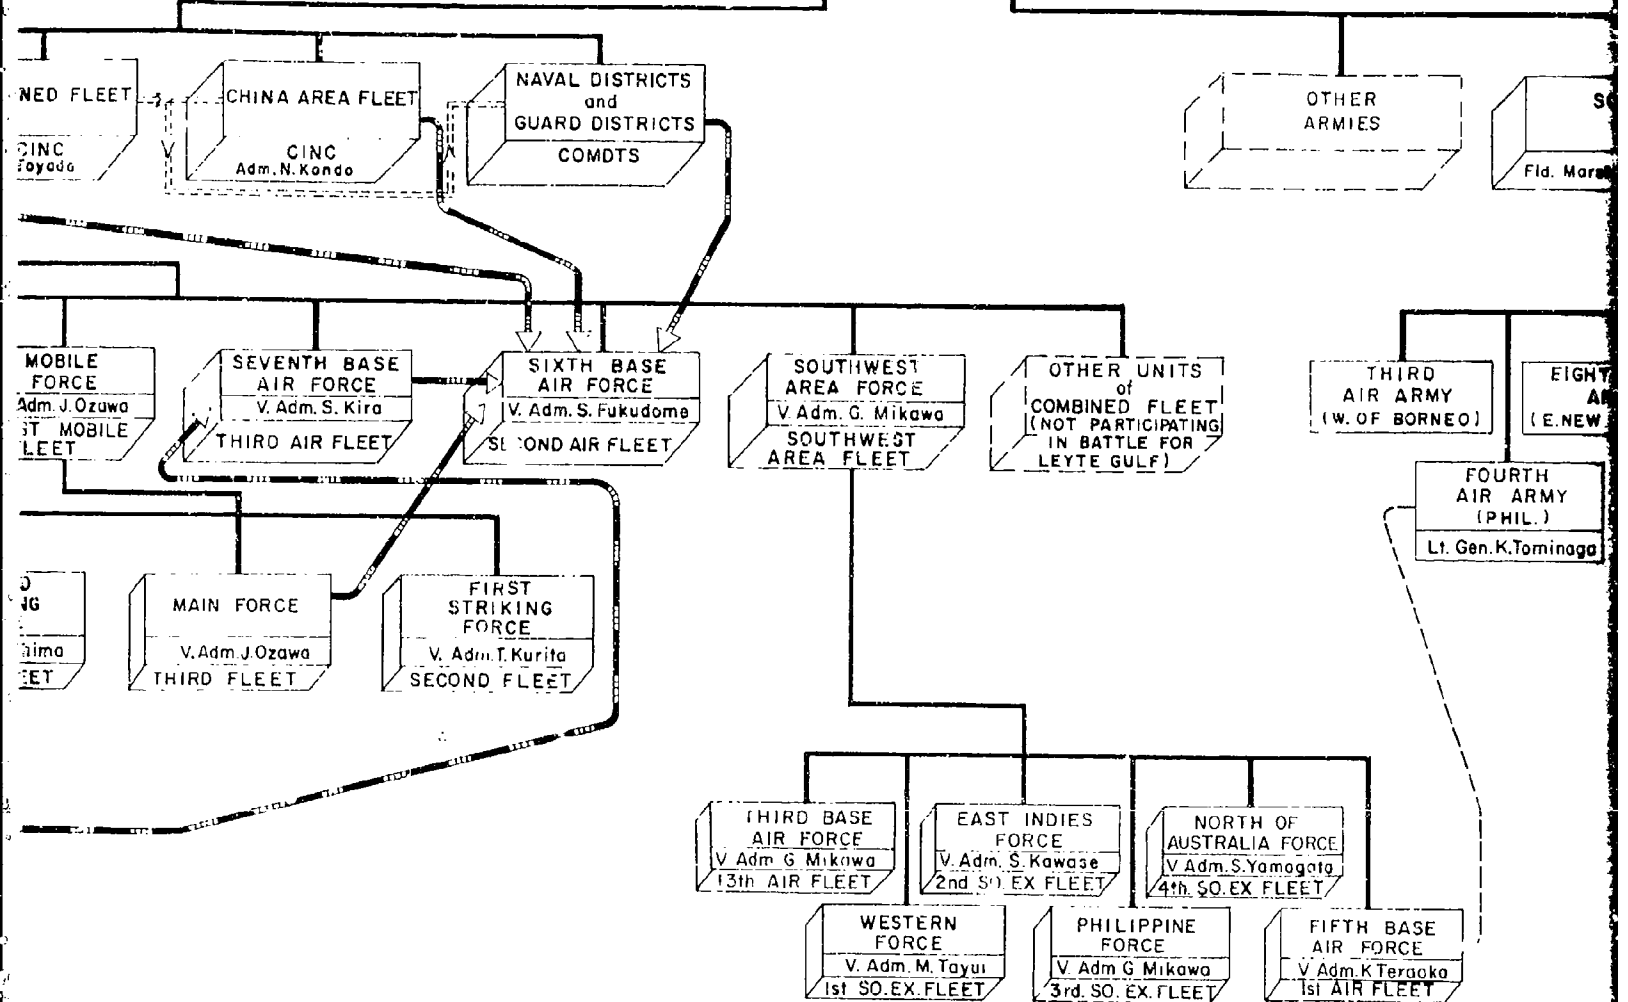 NED FLEET
CINC
Toyoda
CHINA AREA FLEET
CINC
Adm. N. Kondo
NAVAL DISTRICTS
and
GUARD DISTRICTS
COMDTS
OTHER
ARMIES
SO
Fld. Mars
MOBILE
FORCE
Adm. J. Ozawa
ST MOBILE
LEET
SEVENTH BASE
AIR FORCE
V. Adm. S. Kira
THIRD AIR FLEET
SIXTH BASE
AIR FORCE
V. Adm. S. Fukudome
SECOND AIR FLEET
SOUTHWEST
AREA FORCE
V. Adm. G. Mikawa
SOUTHWEST
AREA FLEET
OTHER UNITS
of
COMBINED FLEET
(NOT PARTICIPATING
IN BATTLE FOR
LEYTE GULF)
THIRD
AIR ARMY
(W. OF BORNEO)
EIGHT
(E. NEW
FOURTH
AIR ARMY
(PHIL.)
Lt. Gen. K. Tominaga
NG
hima
EET
MAIN FORCE
V. Adm. J. Ozawa
THIRD FLEET
FIRST
STRIKING
FORCE
V. Adm. T. Kurita
SECOND FLEET
THIRD BASE
AIR FORCE
V Adm G Mikawa
13th AIR FLEET
EAST INDIES
FORCE
V. Adm. S. Kawase
2nd SO. EX FLEET
NORTH OF
AUSTRALIA FORCE
V Adm. S. Yamagata
4th. SO. EX FLEET
WESTERN
FORCE
V. Adm. M. Tayui
1st SO. EX. FLEET
PHILIPPINE
FORCE
V. Adm G Mikawa
3rd. SO. EX. FLEET
FIFTH BASE
AIR FORCE
V Adm. K Teraoka
1st AIR FLEET